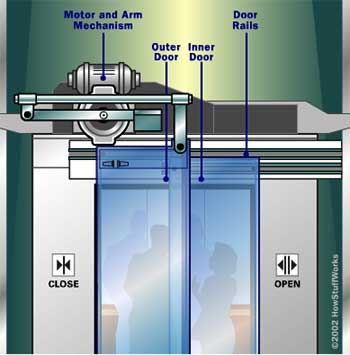 Motor and Arm
Mechanism
Outer
Door
Inner
Door
Door
Rails
CLOSE
OPEN
©2002 HowStuffWorks